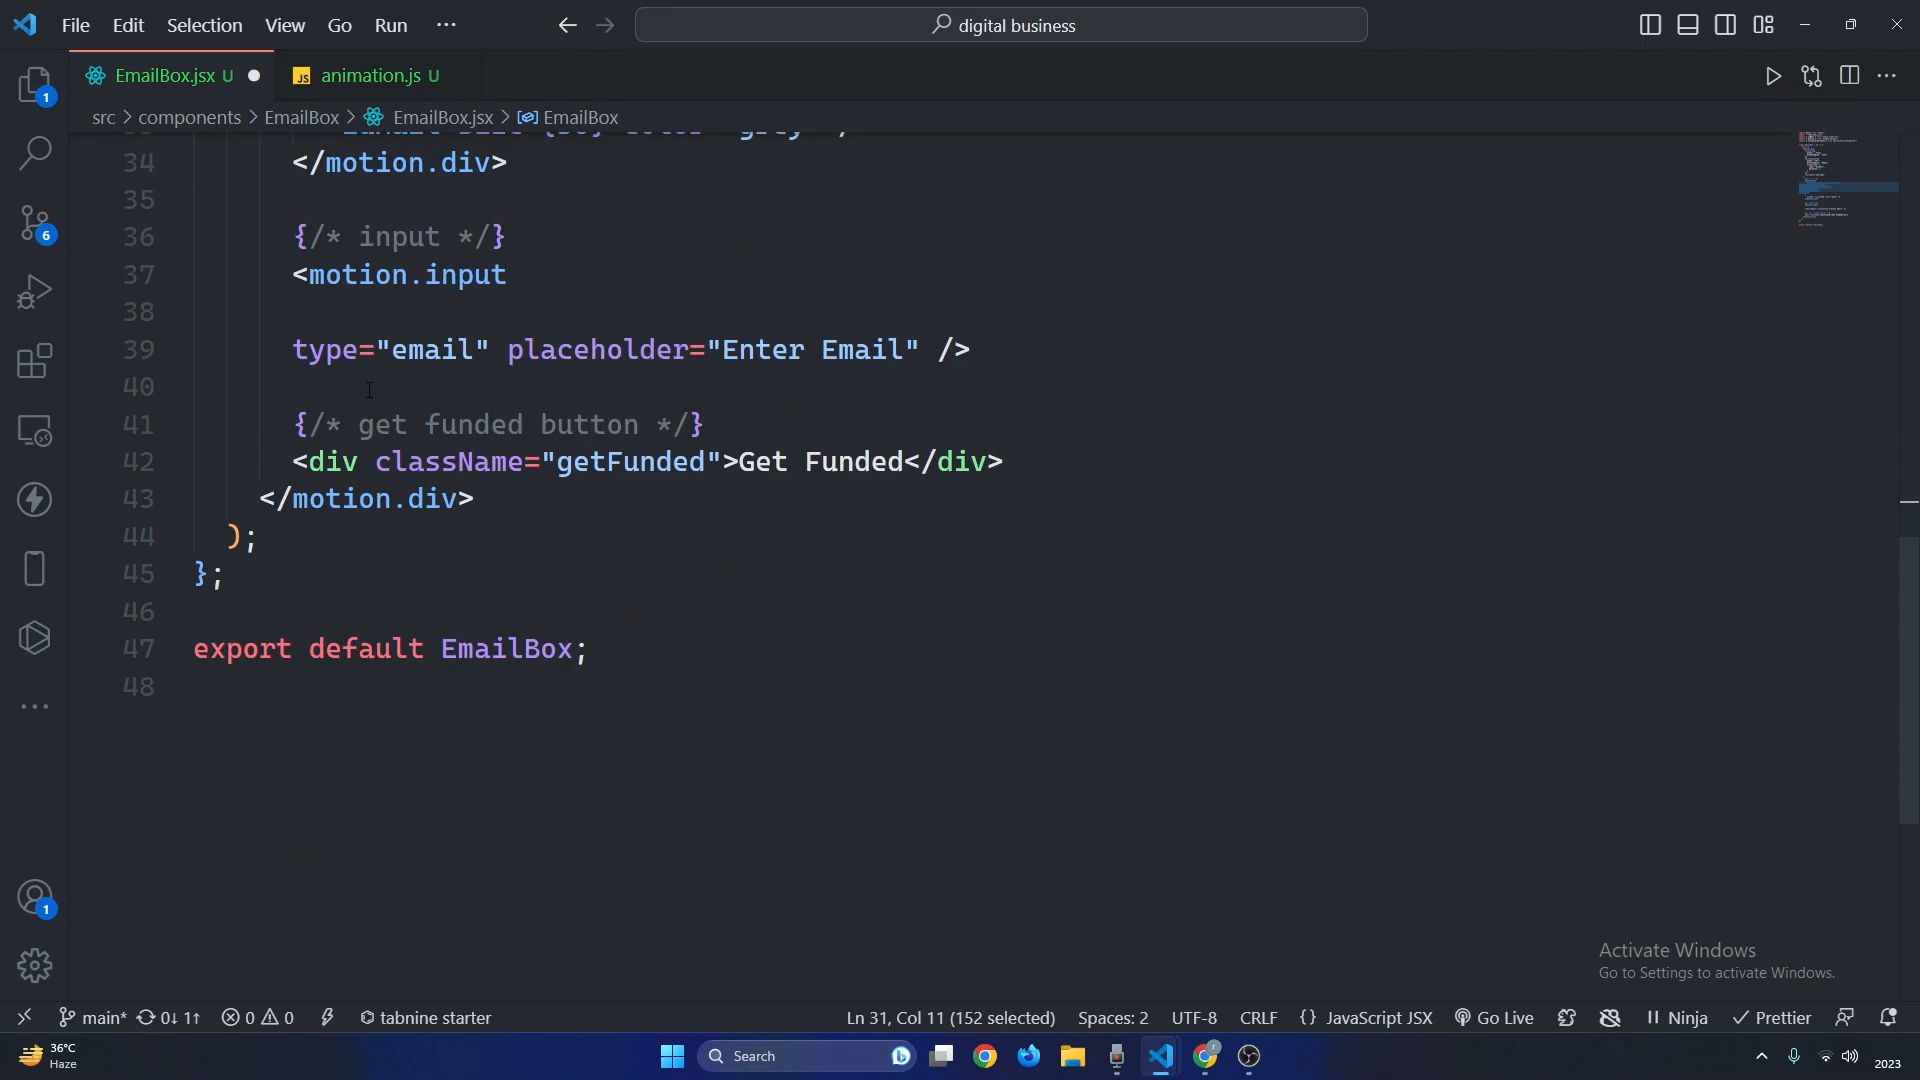 File Edit Selection View Go Run ··· digital business
EmailBox.jsx U animation.js U
src > components > EmailBox > EmailBox.jsx > EmailBox
34 </motion.div>
35
36 {/* input */}
37 <motion.input
38
39 type="email" placeholder="Enter Email" />
40
41 {/* get funded button */}
42 <div className="getFunded">Get Funded</div>
43 </motion.div>
44 );
45 };
46
47 export default EmailBox;
48
1
6
1
Activate Windows
Go to Settings to activate Windows.
main* 0↓ 1↑ 0 0 tabnine starter Ln 31, Col 11 (152 selected) Spaces: 2 UTF-8 CRLF {} JavaScript JSX Go Live Ninja Prettier
36°C
Haze
Search
2023